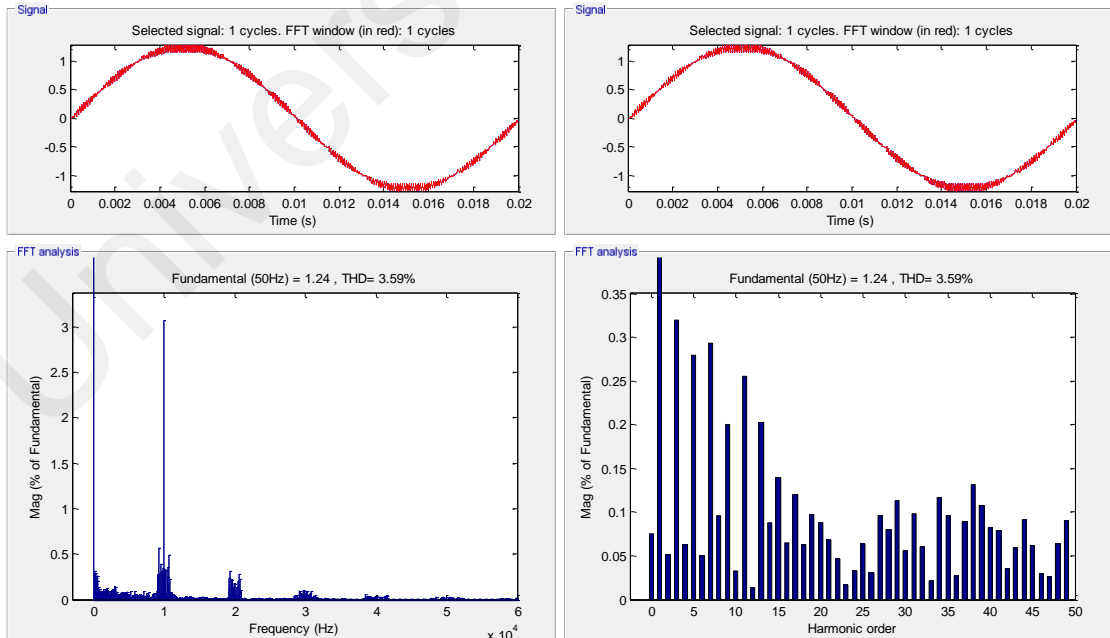 Signal
Selected signal: 1 cycles. FFT window (in red): 1 cycles
1
0.5
0
-0.5
-1
0 0.002 0.004 0.006 0.008 0.01 0.012 0.014 0.016 0.018 0.02
Time (s)
Signal
Selected signal: 1 cycles. FFT window (in red): 1 cycles
1
0.5
0
-0.5
-1
0 0.002 0.004 0.006 0.008 0.01 0.012 0.014 0.016 0.018 0.02
Time (s)
FFT analysis
Fundamental (50Hz) = 1.24 , THD= 3.59%
Mag (% of Fundamental)
3
2.5
2
1.5
1
0.5
0
0 1 2 3 4 5 6
Frequency (Hz)
x 10^4
FFT analysis
Fundamental (50Hz) = 1.24 , THD= 3.59%
Mag (% of Fundamental)
0.35
0.3
0.25
0.2
0.15
0.1
0.05
0
0 5 10 15 20 25 30 35 40 45 50
Harmonic order
Univers